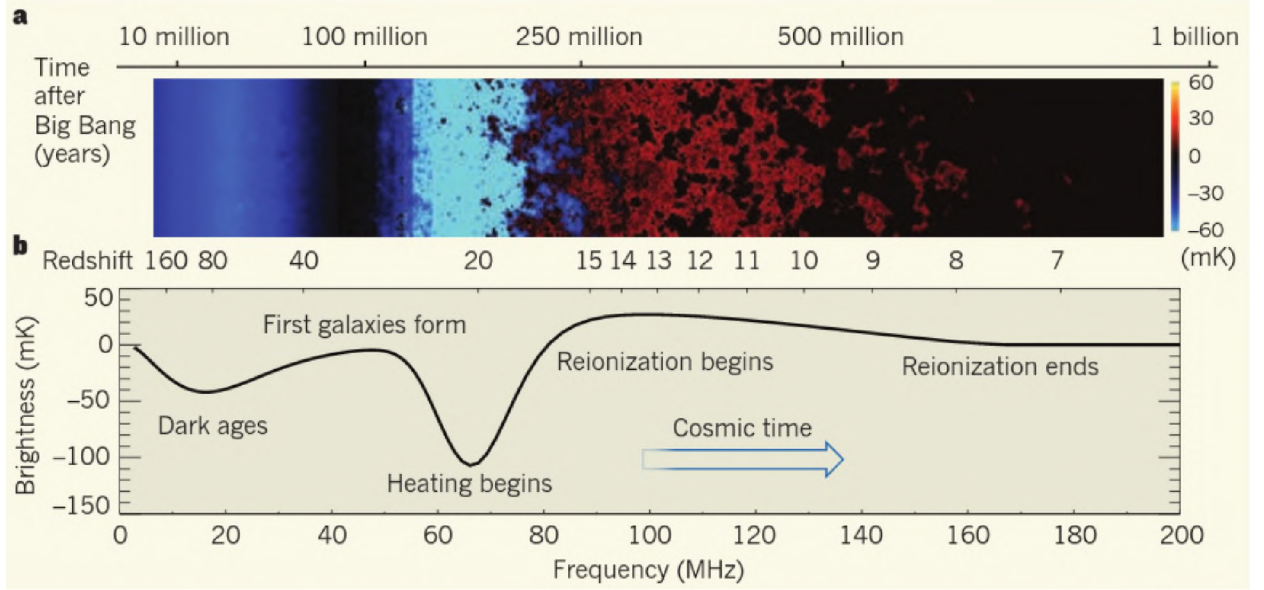 a
10 million 100 million 250 million 500 million 1 billion
Time
after
Big Bang
(years)
60
30
0
–30
–60
(mK)
b
Redshift 160 80 40 20 15 14 13 12 11 10 9 8 7
Brightness (mK)
50
0
–50
–100
–150
First galaxies form
Reionization begins
Reionization ends
Dark ages
Cosmic time
Heating begins
0 20 40 60 80 100 120 140 160 180 200
Frequency (MHz)